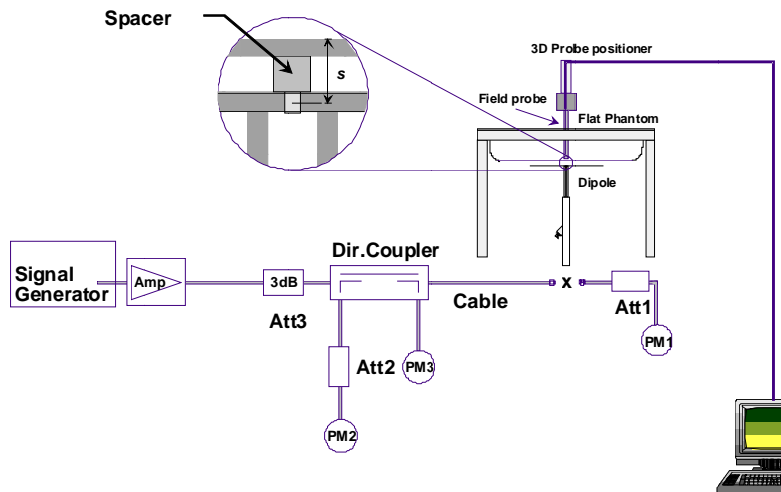 Spacer
s
3D Probe positioner
Field probe
Flat Phantom
Dipole
Signal
Generator
Amp
3dB
Att3
Dir.Coupler
Cable
x
Att1
PM1
Att2
PM3
PM2